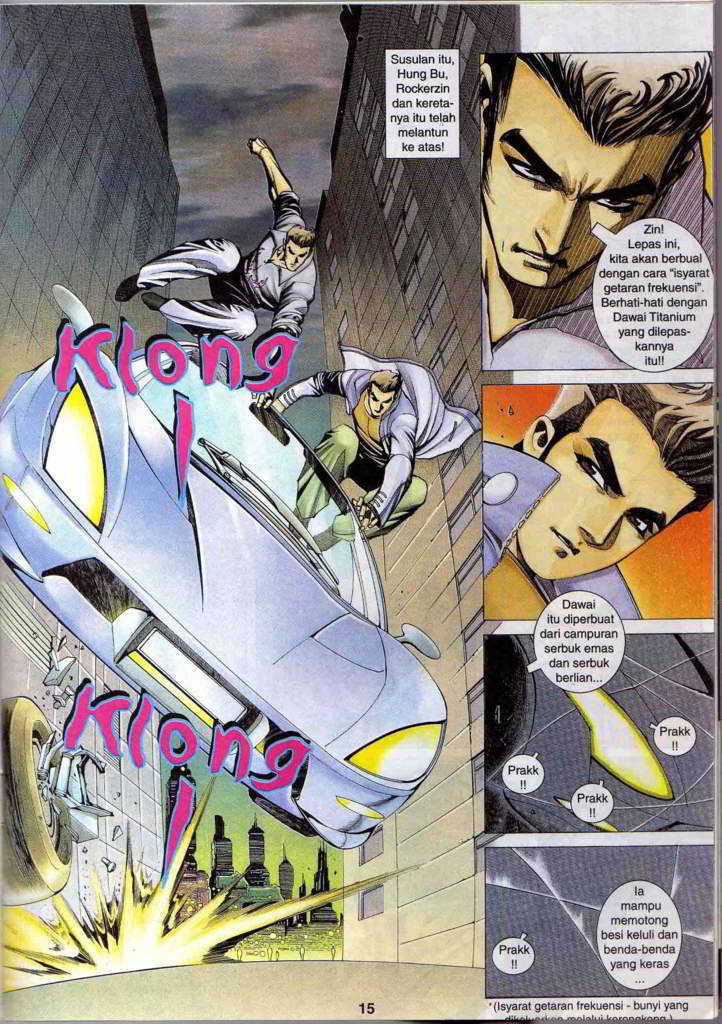 Susulan itu,
Hung Bu,
Rockerzin
dan kereta-
nya itu telah
melantun
ke atas!
Zin!
Lepas ini,
kita akan berbual
dengan cara "isyarat
getaran frekuensi".
Berhati-hati dengan
Dawai Titanium
yang dilepas-
kannya
itu!!
Klong
!
Klong
!
Dawai
itu diperbuat
dari campuran
serbuk emas
dan serbuk
berlian...
Prakk
!!
Prakk
!!
Prakk
!!
Ia
mampu
memotong
besi keluli dan
benda-benda
yang keras
...
Prakk
!!
15
*(Isyarat getaran frekuensi - bunyi yang
dikeluarkan melalui kerongkong.)